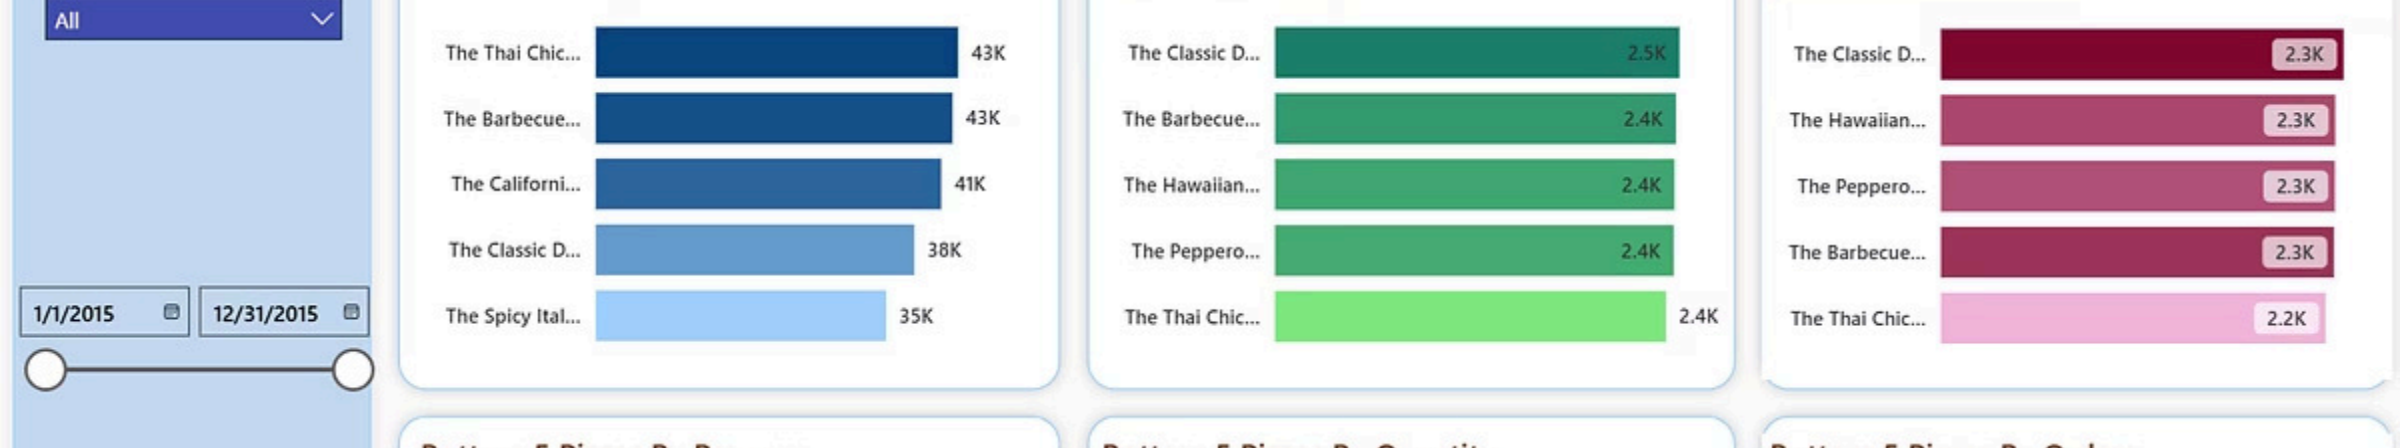 All
The Thai Chic... 43K
The Barbecue... 43K
The Californi... 41K
The Classic D... 38K
The Spicy Ital... 35K
The Classic D... 2.5K
The Barbecue... 2.4K
The Hawaiian... 2.4K
The Peppero... 2.4K
The Thai Chic... 2.4K
The Classic D... 2.3K
The Hawaiian... 2.3K
The Peppero... 2.3K
The Barbecue... 2.3K
The Thai Chic... 2.2K
1/1/2015 12/31/2015